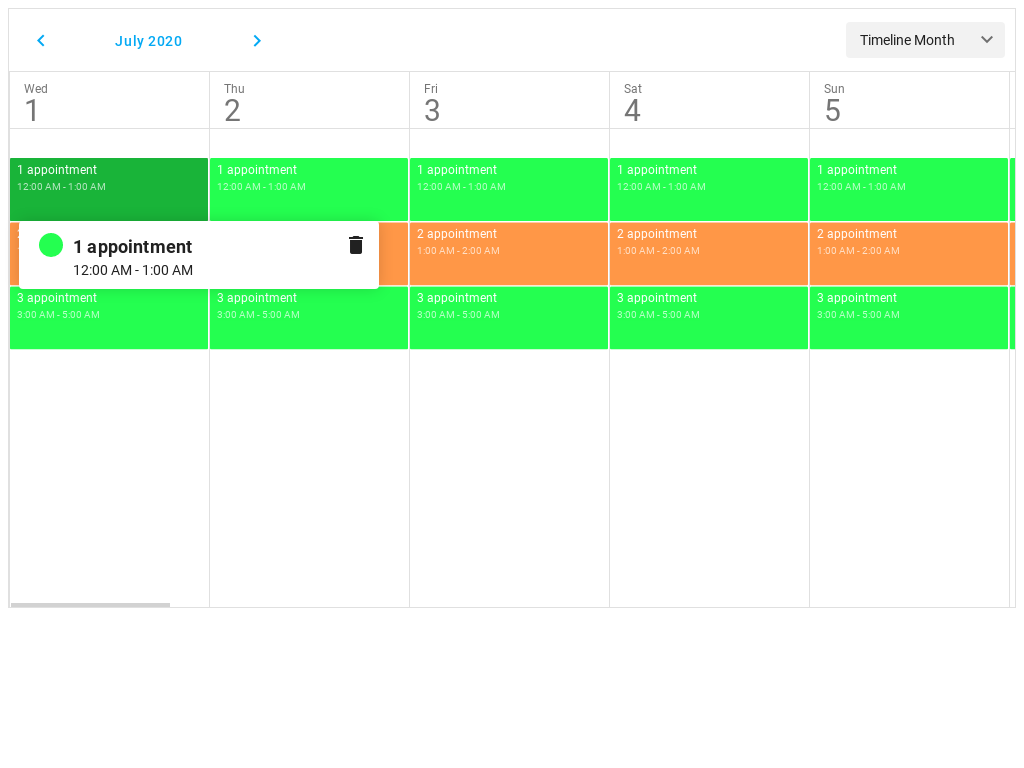 July 2020
Timeline Month
Wed
1
Thu
2
Fri
3
Sat
4
Sun
5
1 appointment
12:00 AM - 1:00 AM
1 appointment
12:00 AM - 1:00 AM
1 appointment
12:00 AM - 1:00 AM
1 appointment
12:00 AM - 1:00 AM
1 appointment
12:00 AM - 1:00 AM
1 appointment
12:00 AM - 1:00 AM
2 appointment
1:00 AM - 2:00 AM
2 appointment
1:00 AM - 2:00 AM
2 appointment
1:00 AM - 2:00 AM
3 appointment
3:00 AM - 5:00 AM
3 appointment
3:00 AM - 5:00 AM
3 appointment
3:00 AM - 5:00 AM
3 appointment
3:00 AM - 5:00 AM
3 appointment
3:00 AM - 5:00 AM